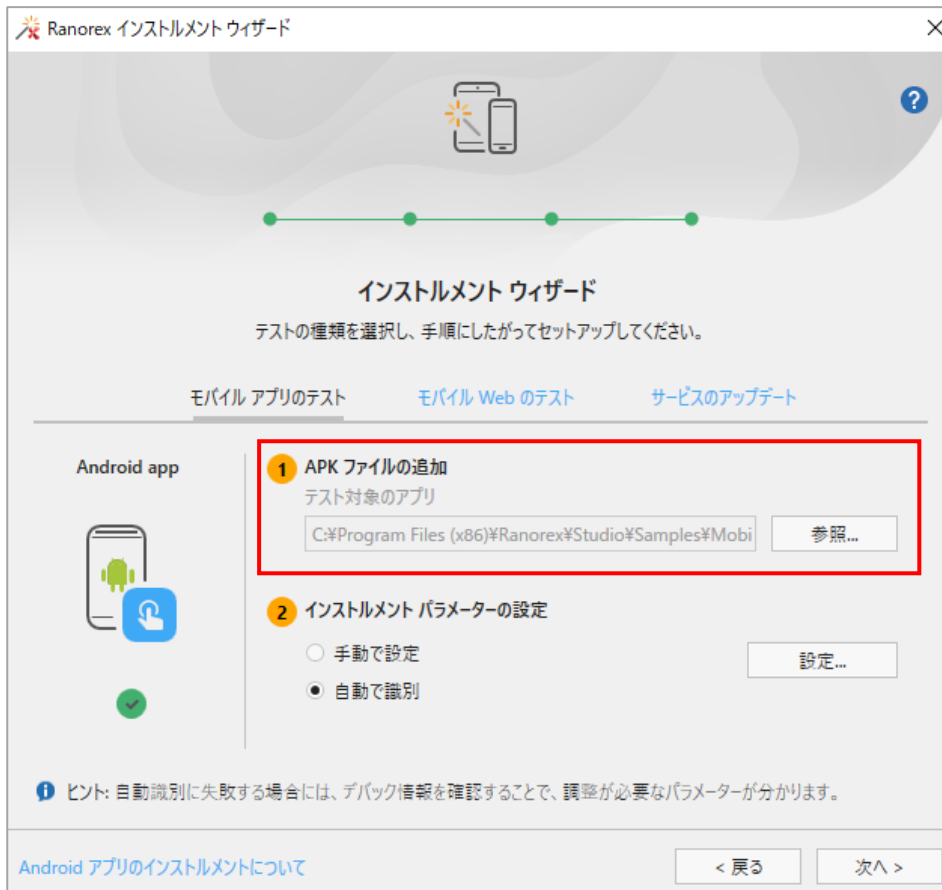 Ranorex インストルメント ウィザード
?
インストルメント ウィザード
テストの種類を選択し、手順にしたがってセットアップしてください。
モバイル アプリのテスト
モバイル Web のテスト
サービスのアップデート
Android app
1 APK ファイルの追加
テスト対象のアプリ
C:¥Program Files (x86)¥Ranorex¥Studio¥Samples¥Mobi
参照...
2 インストルメント パラメーターの設定
手動で設定
設定...
自動で識別
ヒント: 自動識別に失敗する場合には、デバック情報を確認することで、調整が必要なパラメーターが分かります。
Android アプリのインストルメントについて
< 戻る
次へ >